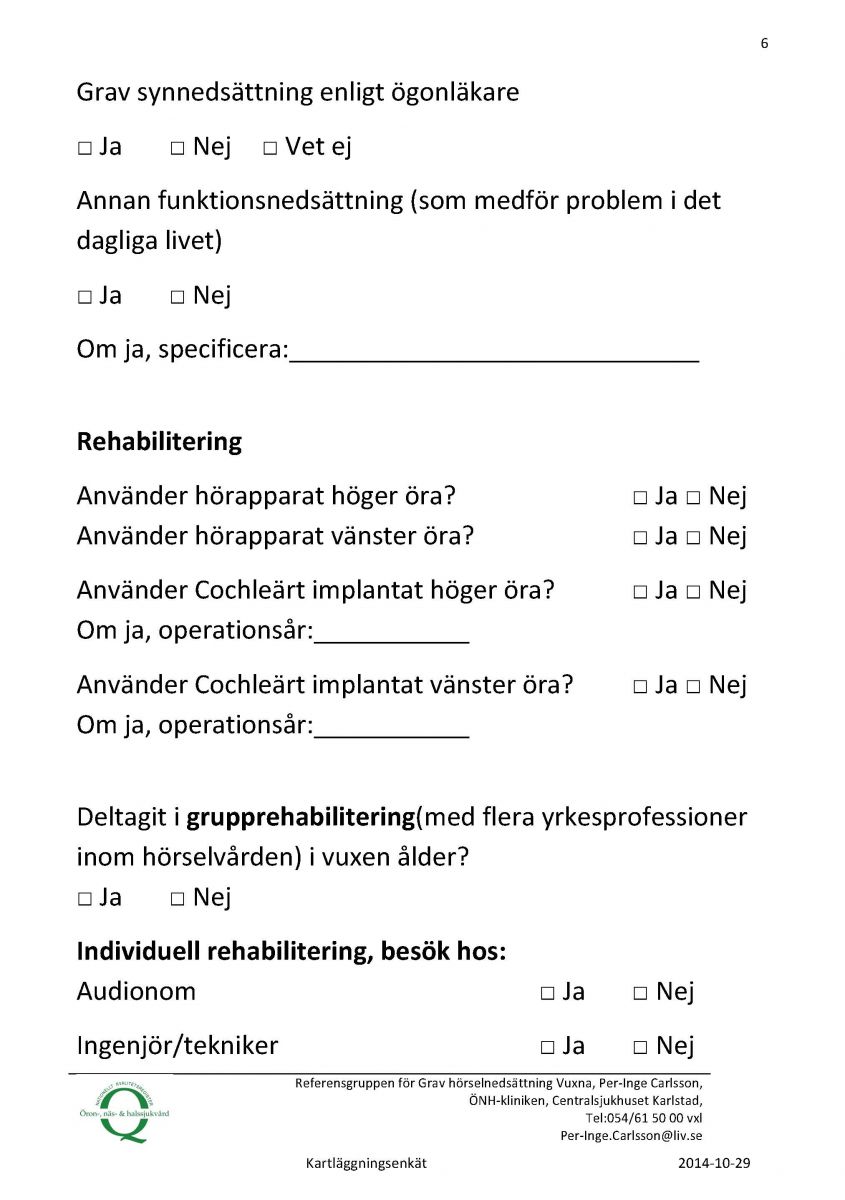 6
Grav synnedsättning enligt ögonläkare
□ Ja □ Nej □ Vet ej
Annan funktionsnedsättning (som medför problem i det
dagliga livet)
□ Ja □ Nej
Om ja, specificera:______________________________
Rehabilitering
Använder hörapparat höger öra? □ Ja □ Nej
Använder hörapparat vänster öra? □ Ja □ Nej
Använder Cochleärt implantat höger öra? □ Ja □ Nej
Om ja, operationsår:___________
Använder Cochleärt implantat vänster öra? □ Ja □ Nej
Om ja, operationsår:___________
Deltagit i grupprehabilitering(med flera yrkesprofessioner
inom hörselvården) i vuxen ålder?
□ Ja □ Nej
Individuell rehabilitering, besök hos:
Audionom □ Ja □ Nej
Ingenjör/tekniker □ Ja □ Nej
NATIONELLT KVALITETSREGISTER
Öron-, näs- & halssjukvård
Referensgruppen för Grav hörselnedsättning Vuxna, Per-Inge Carlsson,
ÖNH-kliniken, Centralsjukhuset Karlstad,
Tel:054/61 50 00 vxl
Per-Inge.Carlsson@liv.se
Kartläggningsenkät 2014-10-29